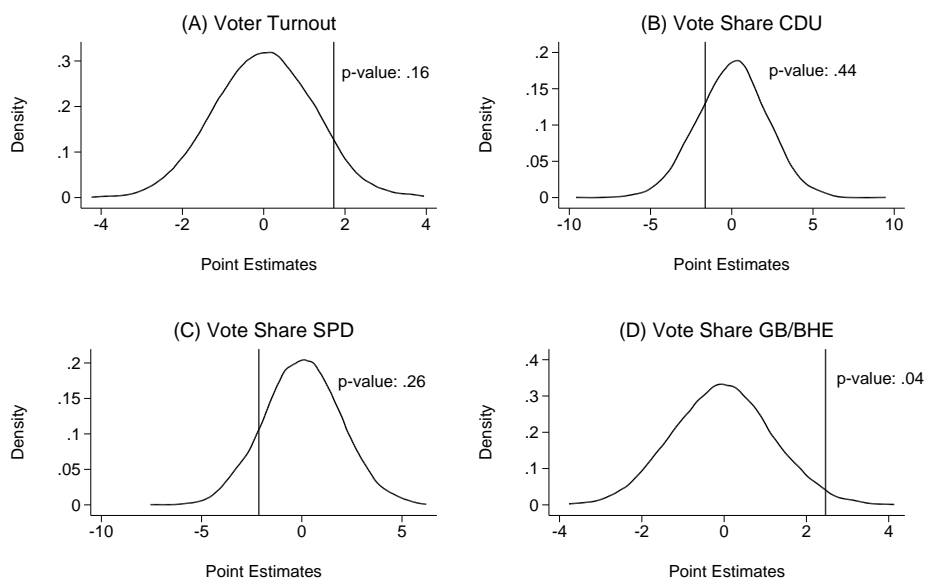 (A) Voter Turnout
Density
.3
.2
.1
0
p-value: .16
-4 -2 0 2 4
Point Estimates
(B) Vote Share CDU
Density
.2
.15
.1
.05
0
p-value: .44
-10 -5 0 5 10
Point Estimates
(C) Vote Share SPD
Density
.2
.15
.1
.05
0
p-value: .26
-10 -5 0 5
Point Estimates
(D) Vote Share GB/BHE
Density
.4
.3
.2
.1
0
p-value: .04
-4 -2 0 2 4
Point Estimates